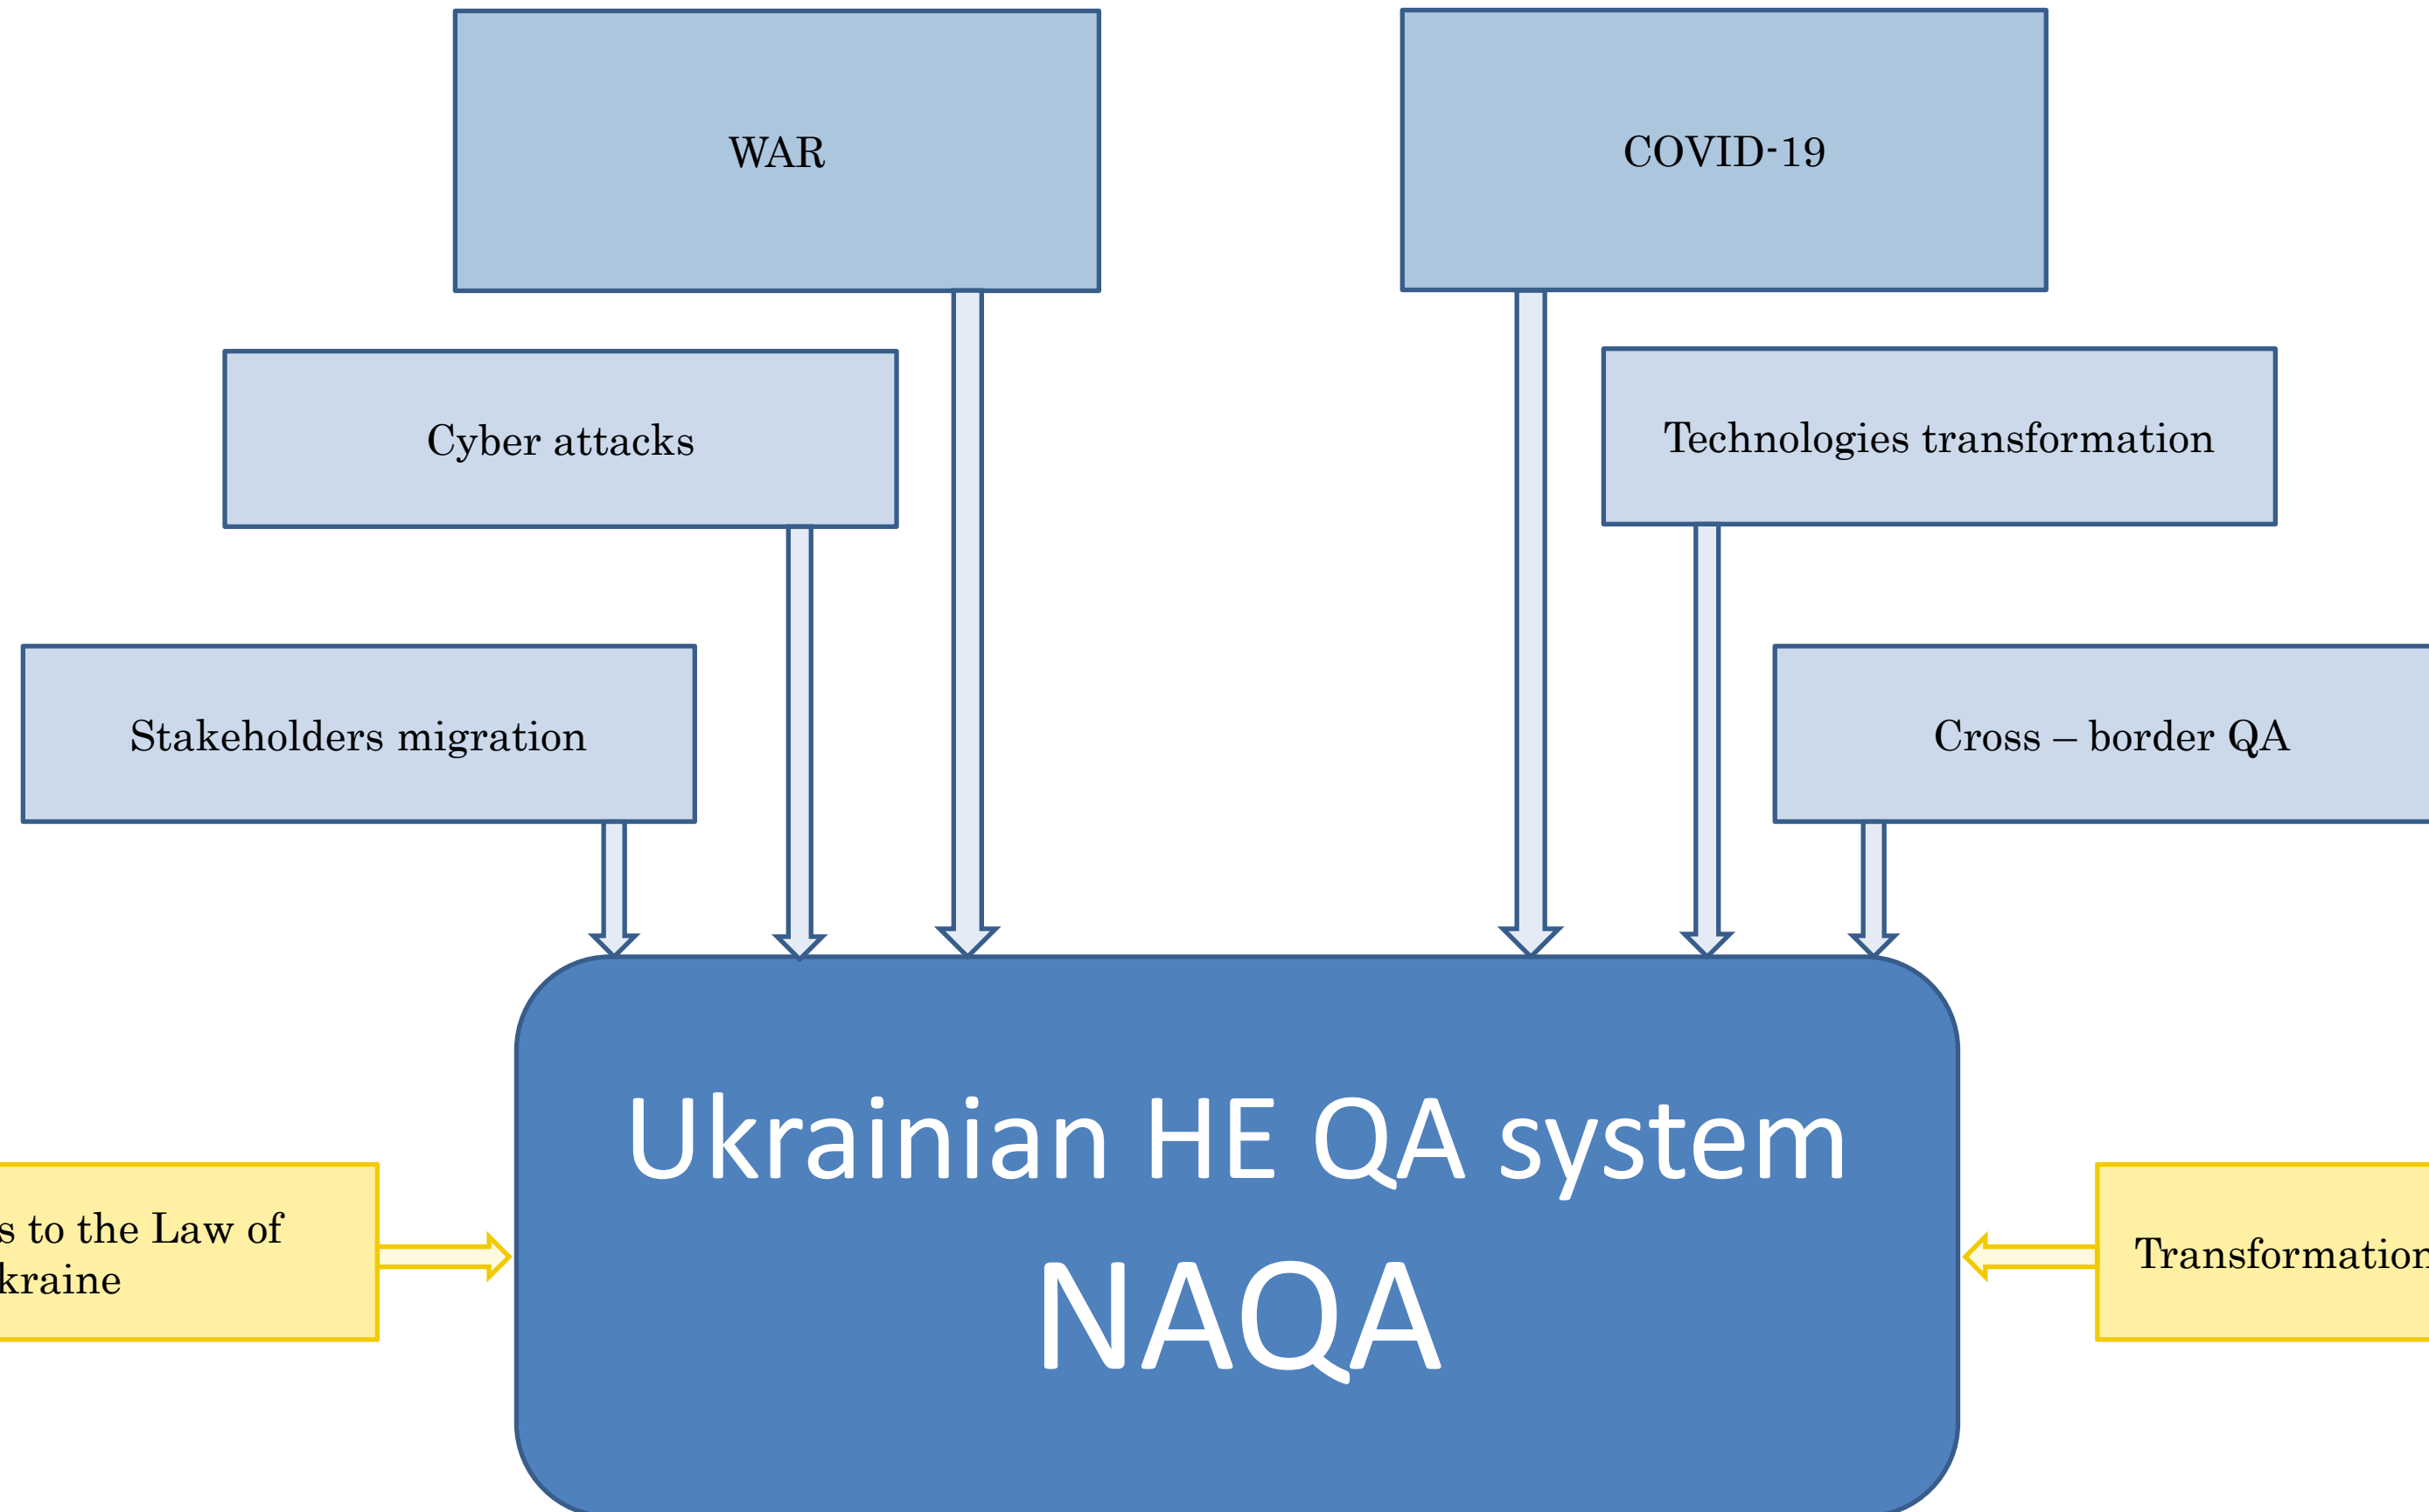 WAR
COVID-19
Cyber attacks
Technologies transformation
Stakeholders migration
Cross – border QA
Ukrainian HE QA system
NAQA
to the Law of
Transformation